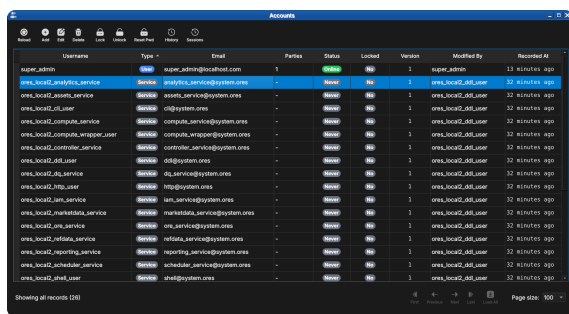 Accounts
Reload Add Edit Delete Lock Unlock Reset Pwd History Sessions
Username Type Email Parties Status Locked Version Modified By Recorded At
super_admin User super_admin@localhost.com 1 Online No 1 super_admin 13 minutes ago
ores_local2_analytics_service Service analytics_service@system.ores - Never No 1 ores_local2_ddl_user 32 minutes ago
ores_local2_assets_service Service assets_service@system.ores - Never No 1 ores_local2_ddl_user 32 minutes ago
ores_local2_cli_user Service cli@system.ores - Never No 1 ores_local2_ddl_user 32 minutes ago
ores_local2_compute_service Service compute_service@system.ores - Never No 1 ores_local2_ddl_user 32 minutes ago
ores_local2_compute_wrapper_user Service compute_wrapper@system.ores - Never No 1 ores_local2_ddl_user 32 minutes ago
ores_local2_controller_service Service controller_service@system.ores - Never No 1 ores_local2_ddl_user 32 minutes ago
ores_local2_ddl_user Service ddl@system.ores - Never No 1 ores_local2_ddl_user 32 minutes ago
ores_local2_dq_service Service dq_service@system.ores - Never No 1 ores_local2_ddl_user 32 minutes ago
ores_local2_http_user Service http@system.ores - Never No 1 ores_local2_ddl_user 32 minutes ago
ores_local2_iam_service Service iam_service@system.ores - Never No 1 ores_local2_ddl_user 32 minutes ago
ores_local2_marketdata_service Service marketdata_service@system.ores - Never No 1 ores_local2_ddl_user 32 minutes ago
ores_local2_ore_service Service ore_service@system.ores - Never No 1 ores_local2_ddl_user 32 minutes ago
ores_local2_refdata_service Service refdata_service@system.ores - Never No 1 ores_local2_ddl_user 32 minutes ago
ores_local2_reporting_service Service reporting_service@system.ores - Never No 1 ores_local2_ddl_user 32 minutes ago
ores_local2_scheduler_service Service scheduler_service@system.ores - Never No 1 ores_local2_ddl_user 32 minutes ago
ores_local2_shell_user Service shell@system.ores - Never No 1 ores_local2_ddl_user 32 minutes ago
Showing all records (26) First Previous Next Last Load All Page size: 100